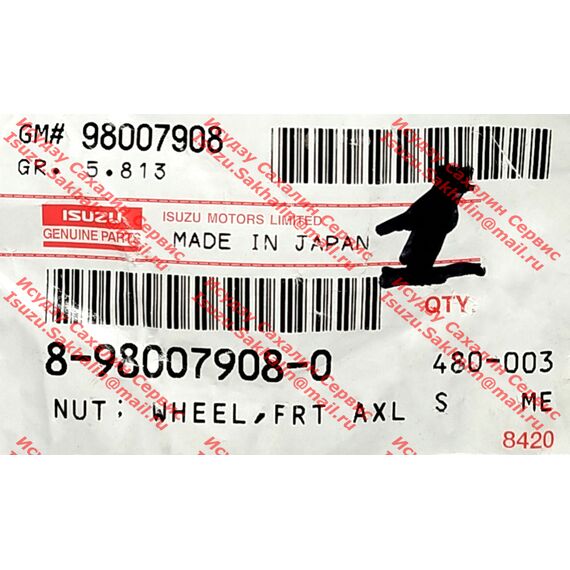 GM# 98007908
GR. 5.813
ISUZU
GENUINE PARTS
ISUZU MOTORS LIMITED
MADE IN JAPAN
QTY.
8-98007908-0
480-003
NUT; WHEEL,FRT AXL
S ME
8420
Исудзу Сахалин Сервис
Isuzu.Sakhalin@mail.ru